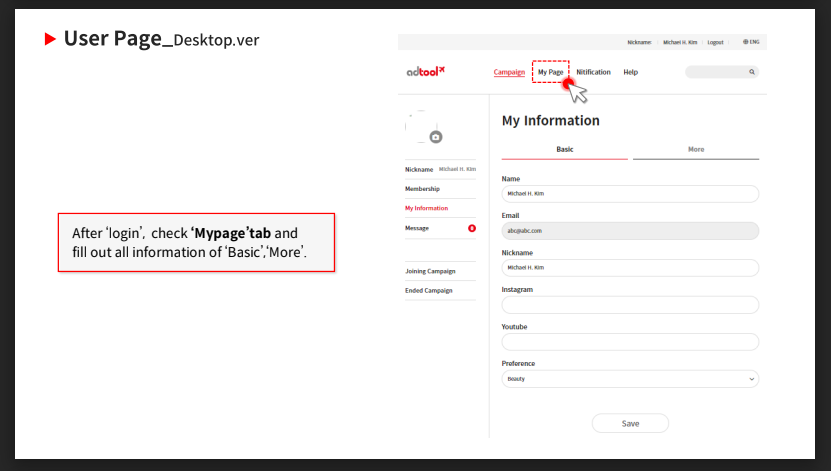 ▶ User Page_Desktop.ver
After ‘login’, check ‘Mypage’tab and
fill out all information of ‘Basic’,‘More’.
Nickname Michael H. Kim Logout ENG
adtool
Campaign My Page Nitification Help
My Information
Basic More
Nickname Michael H. Kim
Membership
My Information
Message
Joining Campaign
Ended Campaign
Name
Michael H. Kim
Email
abc@abc.com
Nickname
Michael H. Kim
Instagram
Youtube
Preference
Beauty
Save